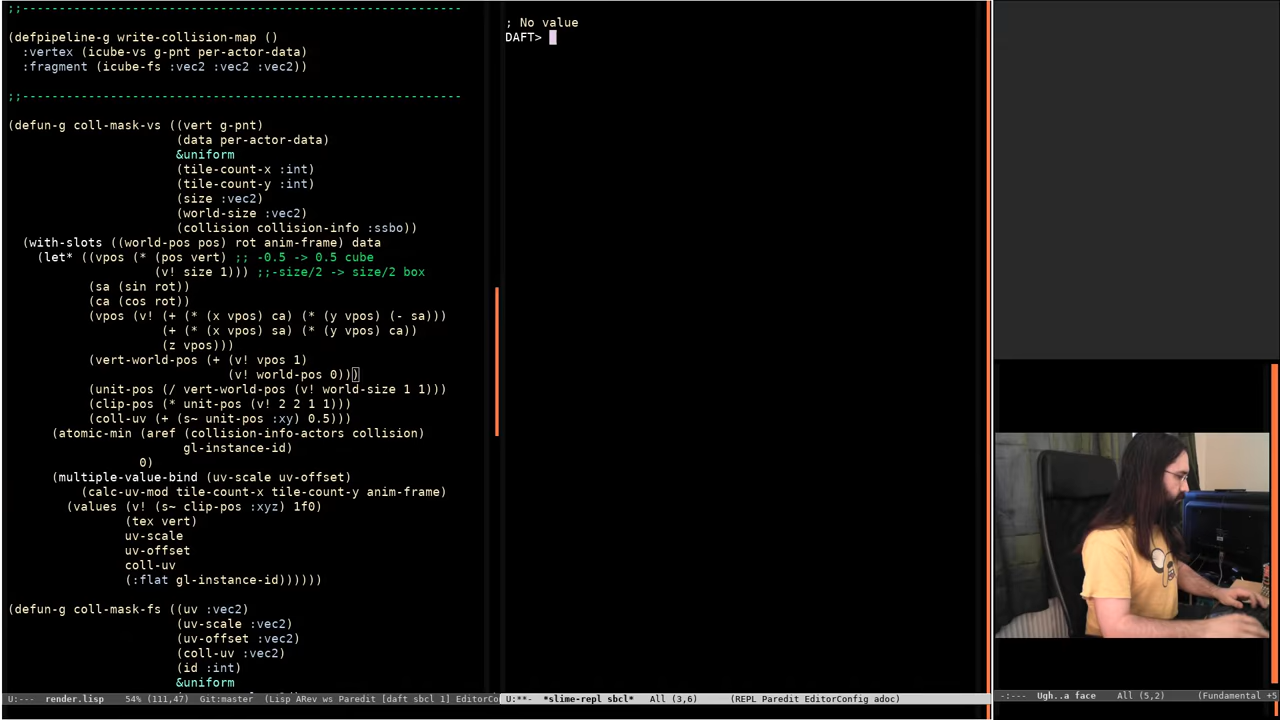 ;;------------------------------------------------------------
(defpipeline-g write-collision-map ()
  :vertex (icube-vs g-pnt per-actor-data)
  :fragment (icube-fs :vec2 :vec2 :vec2))
;;------------------------------------------------------------
(defun-g coll-mask-vs ((vert g-pnt)
                       (data per-actor-data)
                       &uniform
                       (tile-count-x :int)
                       (tile-count-y :int)
                       (size :vec2)
                       (world-size :vec2)
                       (collision collision-info :ssbo))
  (with-slots ((world-pos pos) rot anim-frame) data
    (let* ((vpos (* (pos vert) ;; -0.5 -> 0.5 cube
                    (v! size 1))) ;;-size/2 -> size/2 box
           (sa (sin rot))
           (ca (cos rot))
           (vpos (v! (+ (* (x vpos) ca) (* (y vpos) (- sa)))
                     (+ (* (x vpos) sa) (* (y vpos) ca))
                     (z vpos)))
           (vert-world-pos (+ (v! vpos 1)
                              (v! world-pos 0)))
           (unit-pos (/ vert-world-pos (v! world-size 1 1)))
           (clip-pos (* unit-pos (v! 2 2 1 1)))
           (coll-uv (+ (s~ unit-pos :xy) 0.5)))
      (atomic-min (aref (collision-info-actors collision)
                        gl-instance-id)
                  0)
      (multiple-value-bind (uv-scale uv-offset)
          (calc-uv-mod tile-count-x tile-count-y anim-frame)
        (values (v! (s~ clip-pos :xyz) 1f0)
                (tex vert)
                uv-scale
                uv-offset
                coll-uv
                (:flat gl-instance-id))))))
(defun-g coll-mask-fs ((uv :vec2)
                       (uv-scale :vec2)
                       (uv-offset :vec2)
                       (coll-uv :vec2)
                       (id :int)
                       &uniform
U:--- render.lisp 54% (111,47) Git:master (Lisp ARev ws Paredit [daft sbcl 1] EditorCo
; No value
DAFT>
U:**- *slime-repl sbcl* All (3,6) (REPL Paredit EditorConfig adoc)
-:--- Ugh..a face All (5,2) (Fundamental +5